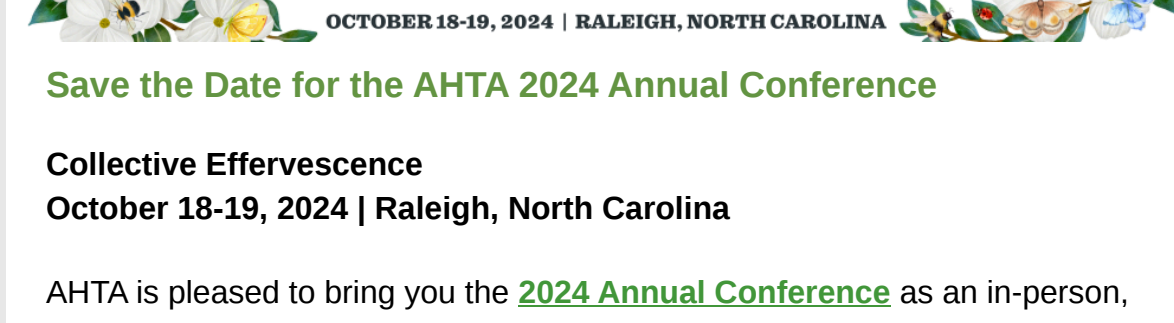 OCTOBER 18-19, 2024 | RALEIGH, NORTH CAROLINA
Save the Date for the AHTA 2024 Annual Conference
Collective Effervescence
October 18-19, 2024 | Raleigh, North Carolina
AHTA is pleased to bring you the 2024 Annual Conference as an in-person,